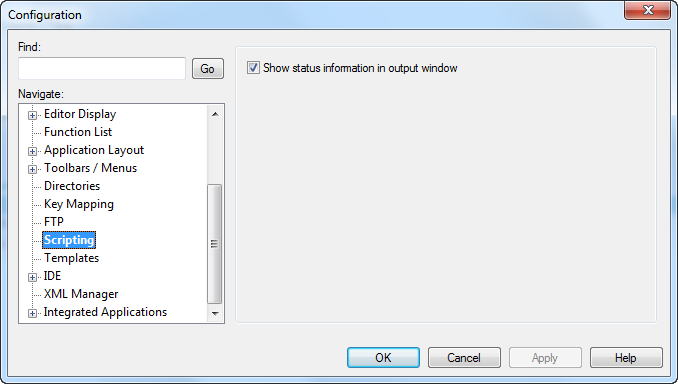 Configuration
Find:
Go
Navigate:
Editor Display
Function List
Application Layout
Toolbars / Menus
Directories
Key Mapping
FTP
Scripting
Templates
IDE
XML Manager
Integrated Applications
Show status information in output window
OK
Cancel
Apply
Help